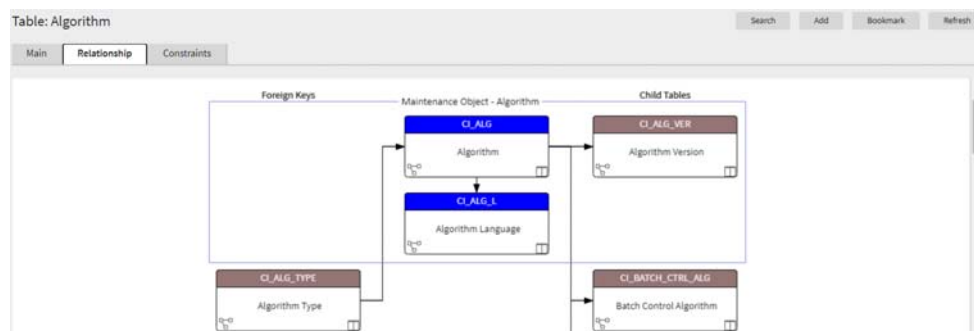 Table: Algorithm
Search Add Bookmark Refresh
Main Relationship Constraints
Foreign Keys Child Tables
Maintenance Object - Algorithm
CI_ALG CI_ALG_VER
Algorithm Algorithm Version
CI_ALG_L
Algorithm Language
CI_ALG_TYPE CI_BATCH_CTRL_ALG
Algorithm Type Batch Control Algorithm